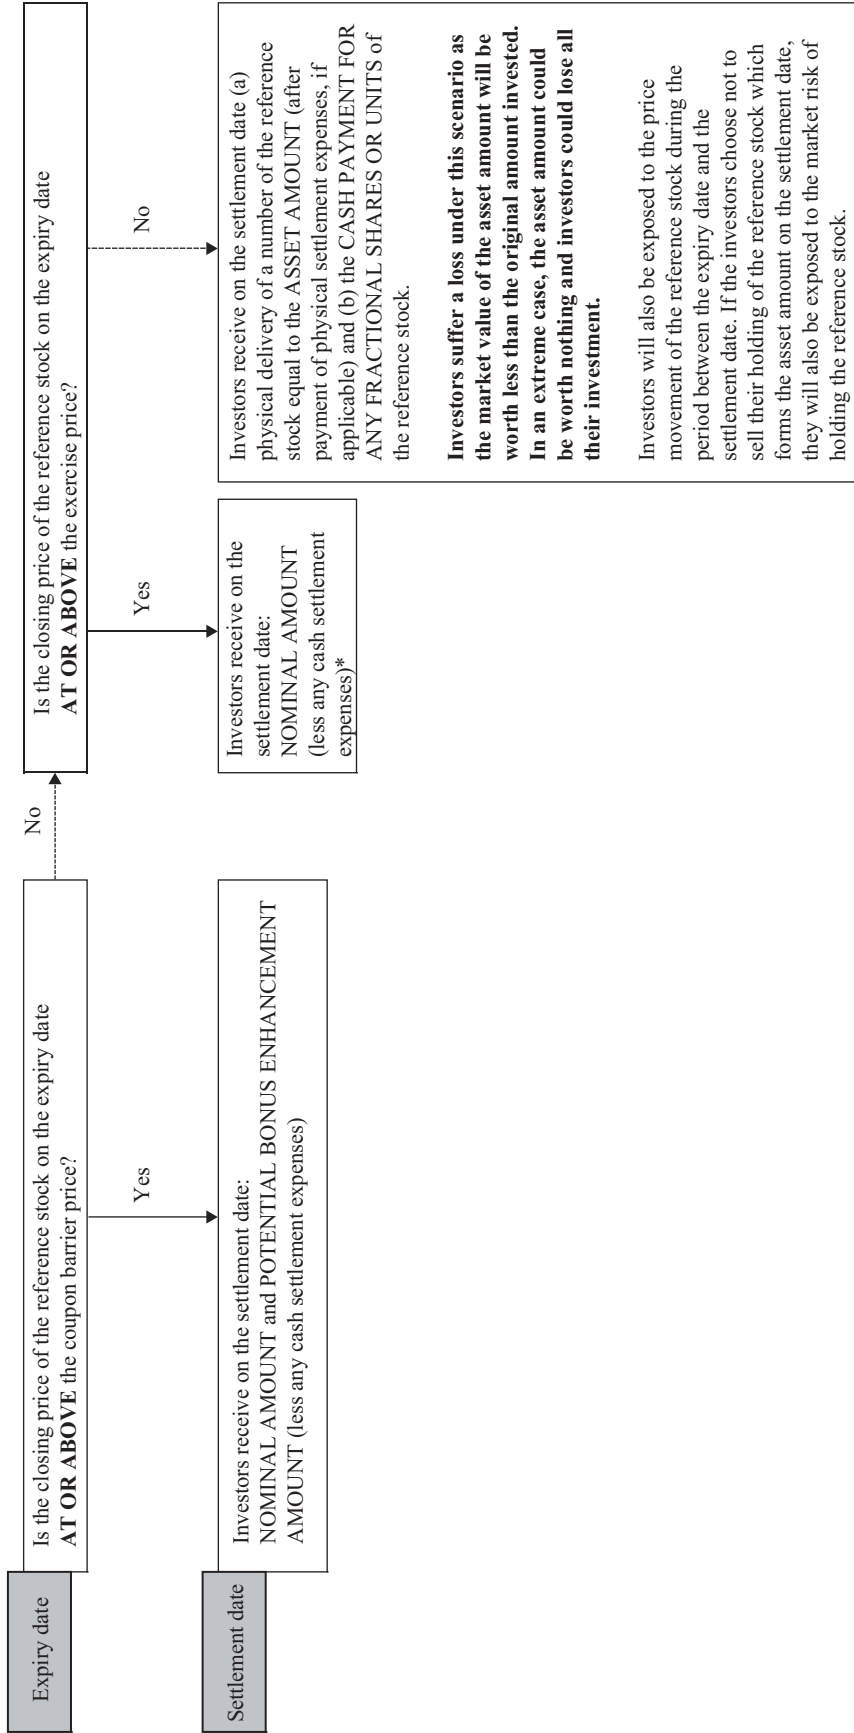 Expiry date
Is the closing price of the reference stock on the expiry date
AT OR ABOVE the coupon barrier price?
No
Is the closing price of the reference stock on the expiry date
AT OR ABOVE the exercise price?
Yes
Yes
No
Settlement date
Investors receive on the settlement date:
NOMINAL AMOUNT and POTENTIAL BONUS ENHANCEMENT
AMOUNT (less any cash settlement expenses)
Investors receive on the
settlement date:
NOMINAL AMOUNT
(less any cash settlement
expenses)*
Investors receive on the settlement date (a)
physical delivery of a number of the reference
stock equal to the ASSET AMOUNT (after
payment of physical settlement expenses, if
applicable) and (b) the CASH PAYMENT FOR
ANY FRACTIONAL SHARES OR UNITS of
the reference stock.
Investors suffer a loss under this scenario as
the market value of the asset amount will be
worth less than the original amount invested.
In an extreme case, the asset amount could
be worth nothing and investors could lose all
their investment.
Investors will also be exposed to the price
movement of the reference stock during the
period between the expiry date and the
settlement date. If the investors choose not to
sell their holding of the reference stock which
forms the asset amount on the settlement date,
they will also be exposed to the market risk of
holding the reference stock.